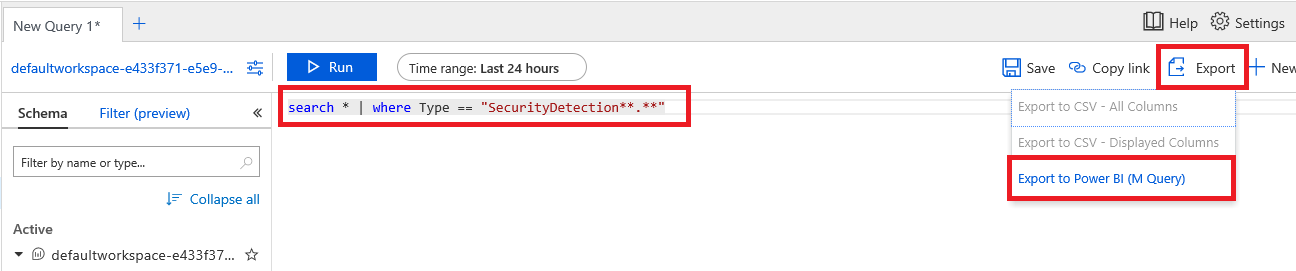 New Query 1* +
Help Settings
defaultworkspace-e433f371-e5e9-...
Run
Time range: Last 24 hours
Save Copy link Export + New
search * | where Type == "SecurityDetection**.**"
Export to CSV - All Columns
Export to CSV - Displayed Columns
Export to Power BI (M Query)
Schema Filter (preview) «
Filter by name or type...
Collapse all
Active
defaultworkspace-e433f37...